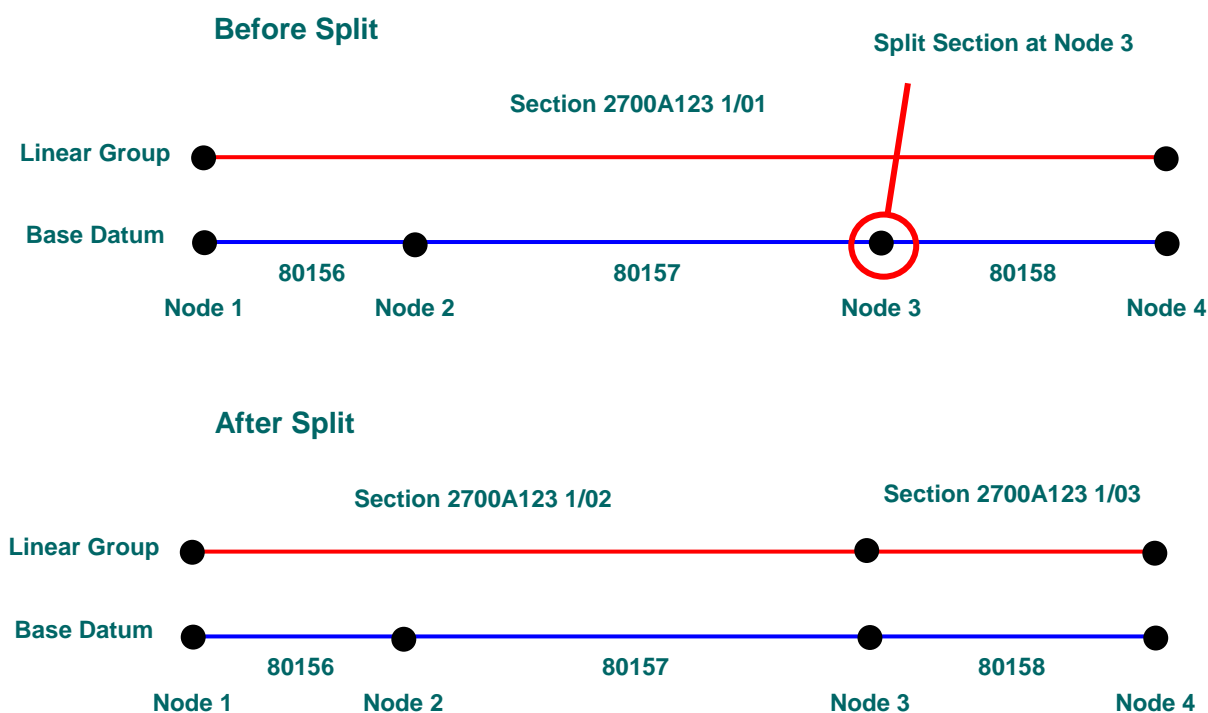 Before Split
Split Section at Node 3
Section 2700A123 1/01
Linear Group
Base Datum
80156 80157 80158
Node 1 Node 2 Node 3 Node 4
After Split
Section 2700A123 1/02 Section 2700A123 1/03
Linear Group
Base Datum
80156 80157 80158
Node 1 Node 2 Node 3 Node 4